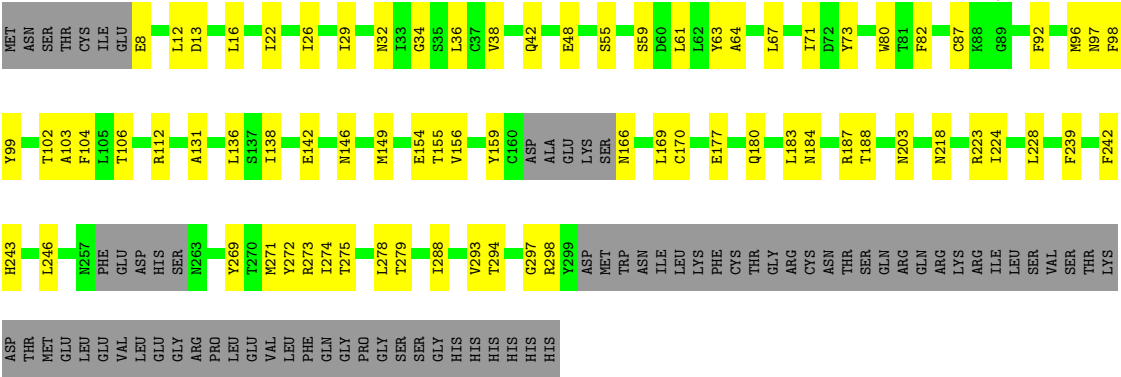 MET ASN SER THR CYS ILE GLU E8 L12 D13 L16 I22 I26 I29 N32 I33 G34 S35 L36 C37 V38 Q42 E48 S55 S59 D60 L61 L62 Y63 A64 L67 I71 D72 Y73 W80 T81 F82 C87 K88 G89 F92 M96 N97 F98
Y99 T102 A103 F104 L105 T106 R112 A131 L136 S137 I138 E142 N146 M149 E154 T155 V156 Y159 C160 ASP ALA GLU LYS SER N166 L169 C170 E177 Q180 L183 N184 R187 T188 N203 N218 R223 I224 L228 F239 F242
H243 L246 N257 PHE GLU ASP HIS SER N263 Y269 T270 M271 Y272 R273 I274 T275 L278 T279 I288 V293 T294 G297 R298 Y299 ASP MET TRP ASN ILE LEU LYS PHE CYS THR GLY ARG CYS ASN THR SER GLN ARG GLN ARG LYS ARG ILE LEU SER VAL SER THR LYS
ASP THR MET GLU LEU GLU VAL LEU GLU GLY ARG PRO LEU GLU VAL LEU PHE GLN GLY PRO GLY SER SER GLY HIS HIS HIS HIS HIS HIS